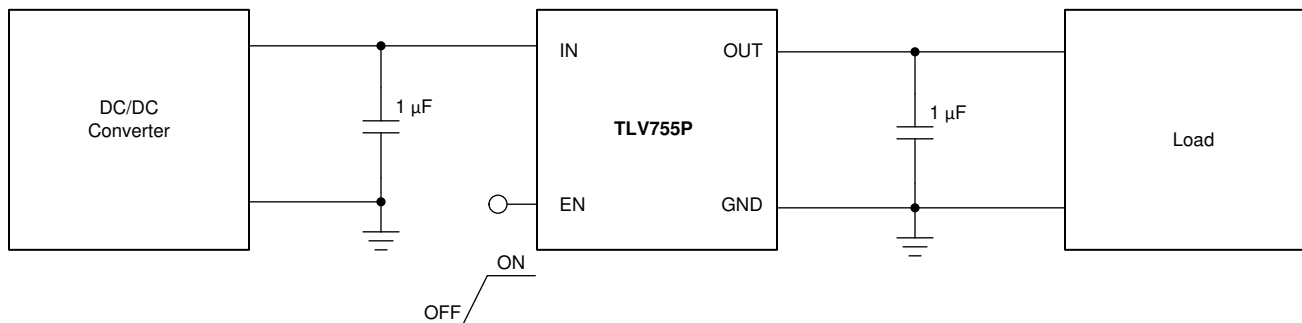 DC/DC
Converter
1 µF
IN
OUT
TLV755P
EN
GND
1 µF
Load
ON
OFF